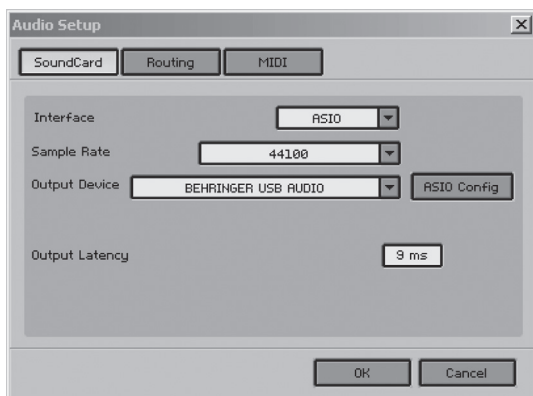 Audio Setup
SoundCard Routing MIDI
Interface ASIO
Sample Rate 44100
Output Device BEHRINGER USB AUDIO ASIO Config
Output Latency 9 ms
OK Cancel